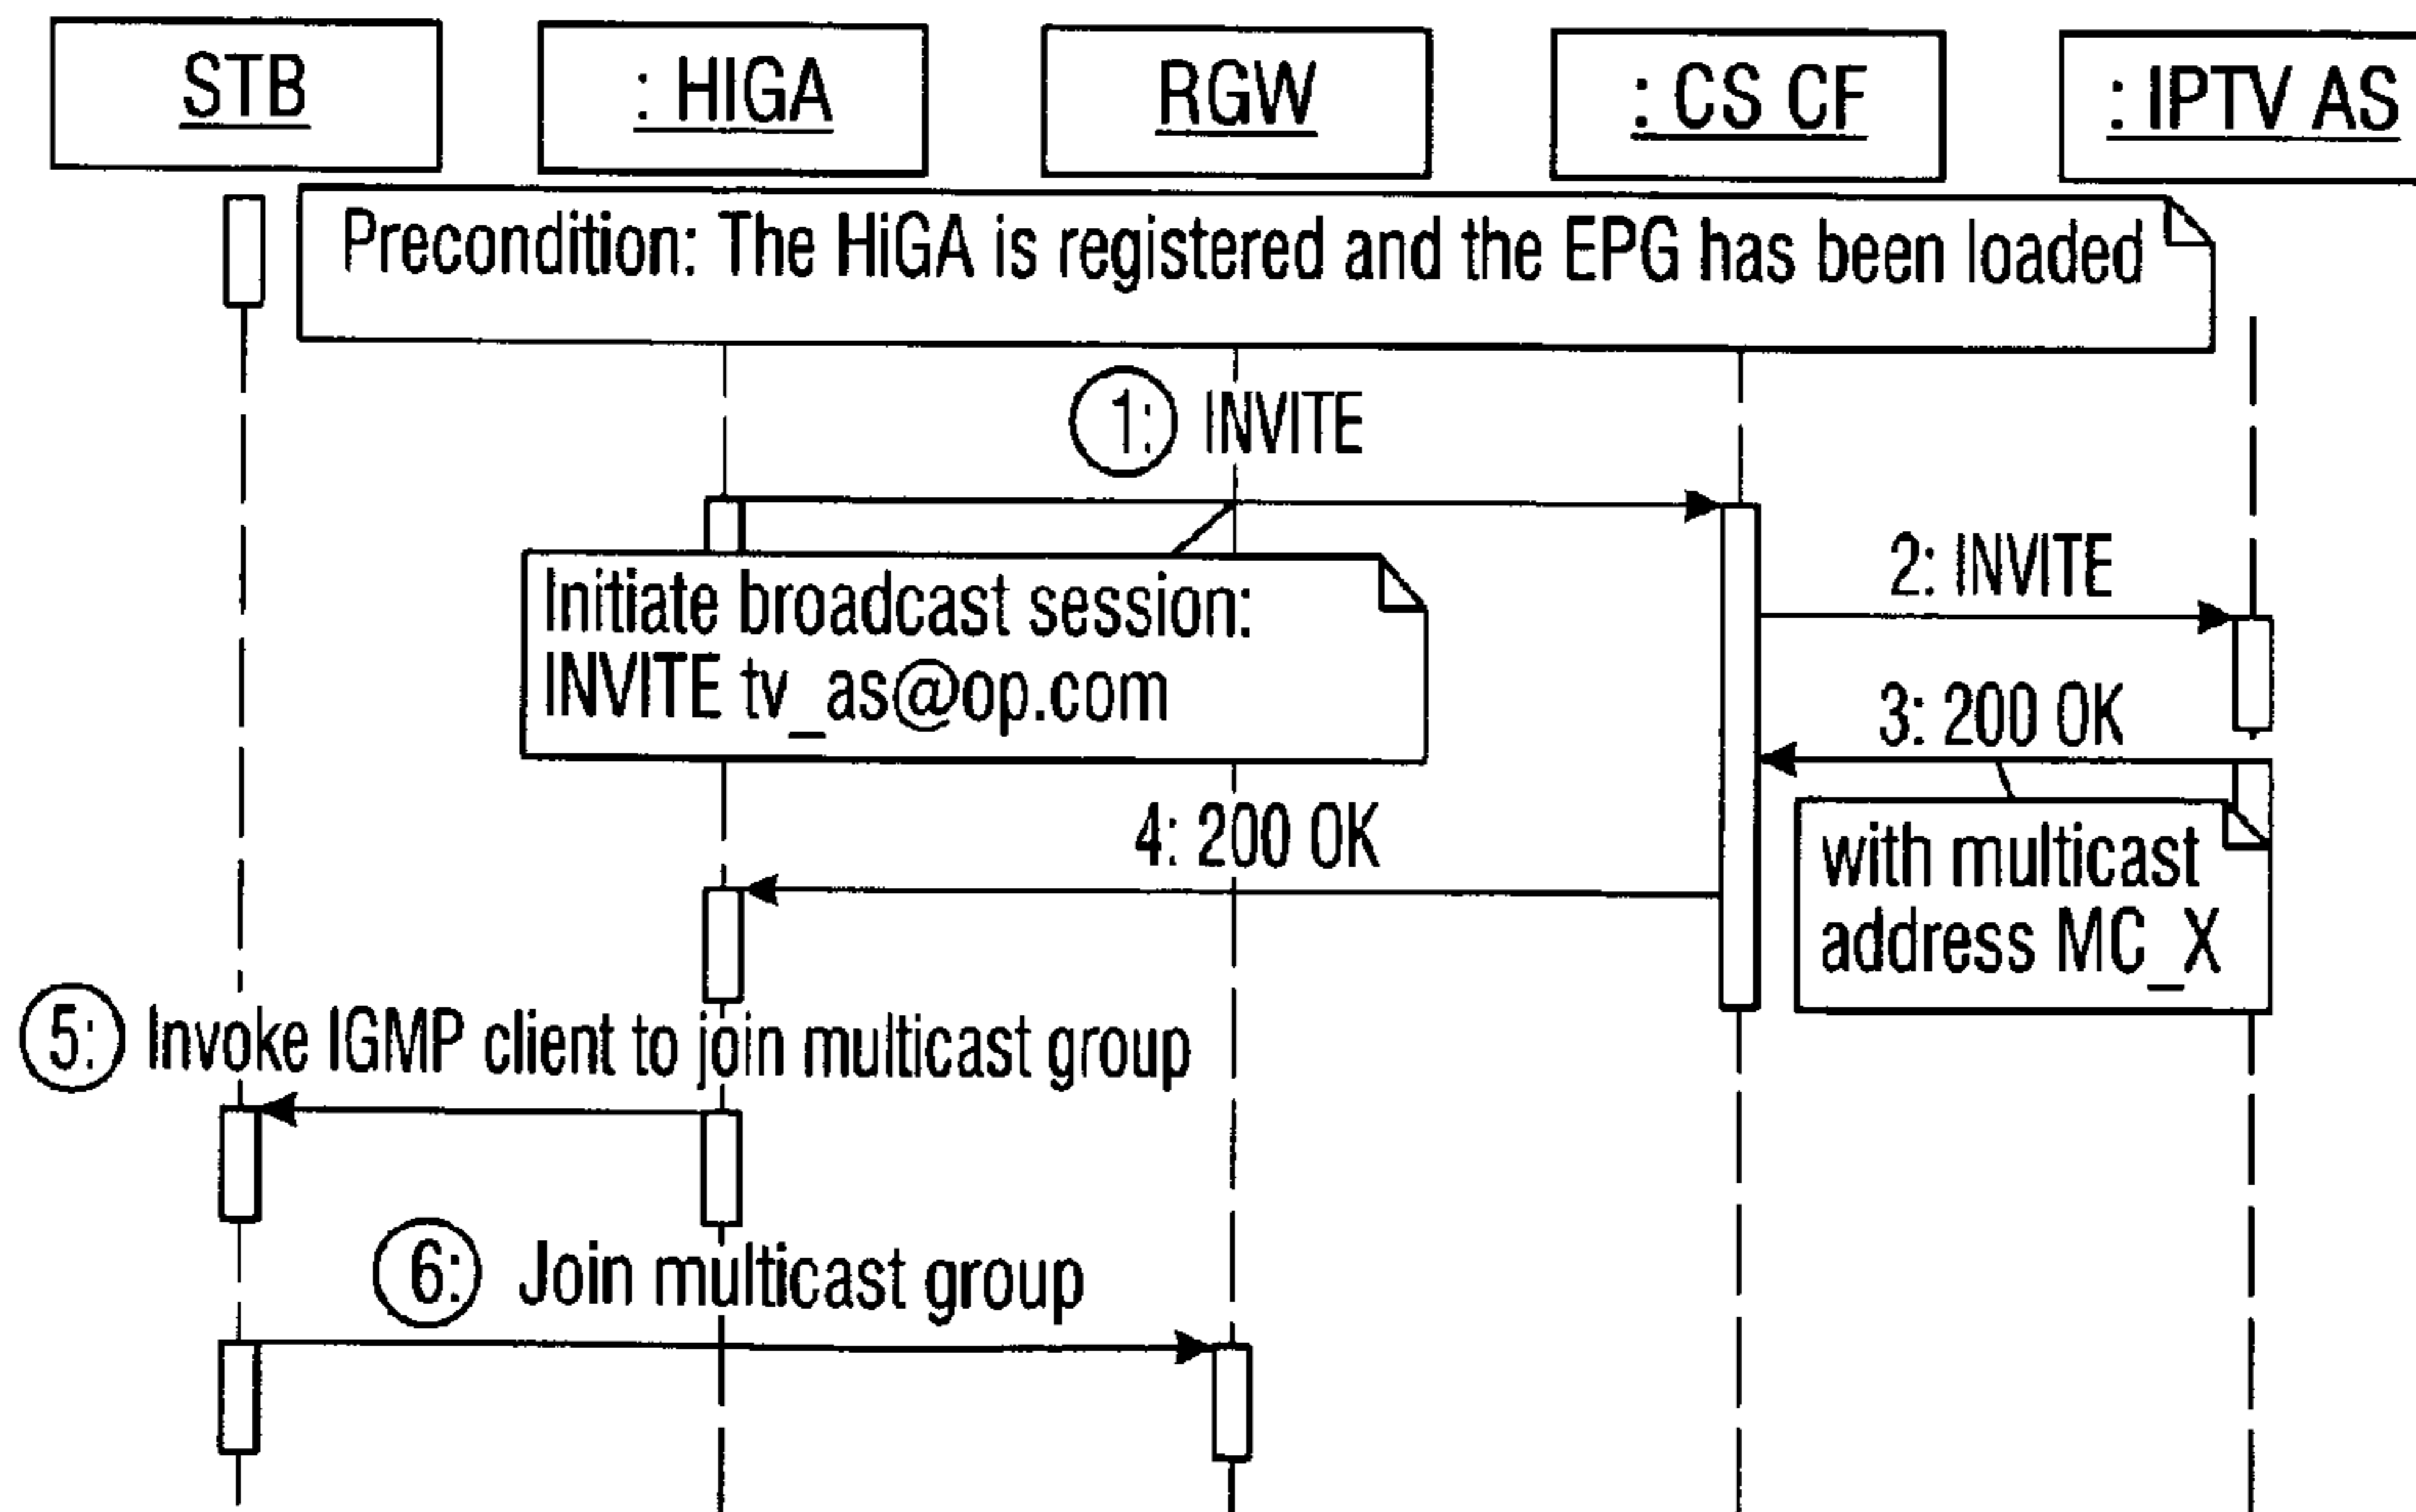 STB
: HIGA
RGW
: CS CF
: IPTV AS
Precondition: The HiGA is registered and the EPG has been loaded
1: INVITE
Initiate broadcast session:
INVITE tv_as@op.com
2: INVITE
3: 200 OK
with multicast
address MC_X
4: 200 OK
5: Invoke IGMP client to join multicast group
6: Join multicast group